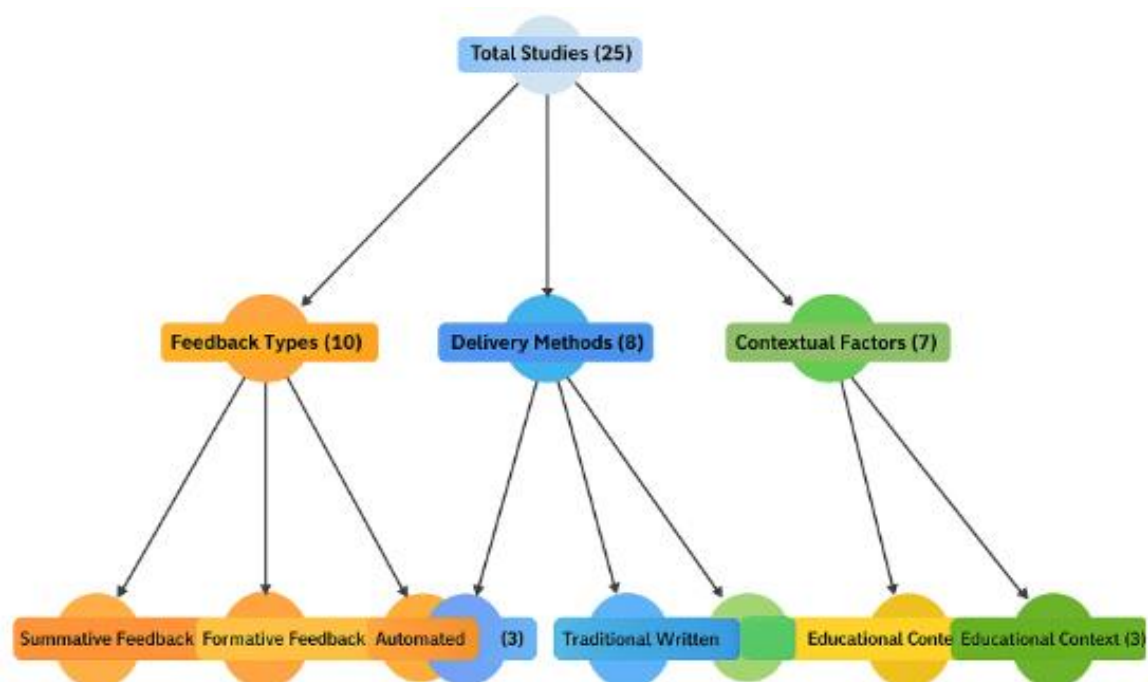 Total Studies (25)
Feedback Types (10)
Delivery Methods (8)
Contextual Factors (7)
Summative Feedback
Formative Feedback
Automated
(3)
Traditional Written
Educational Conte
Educational Context (3)